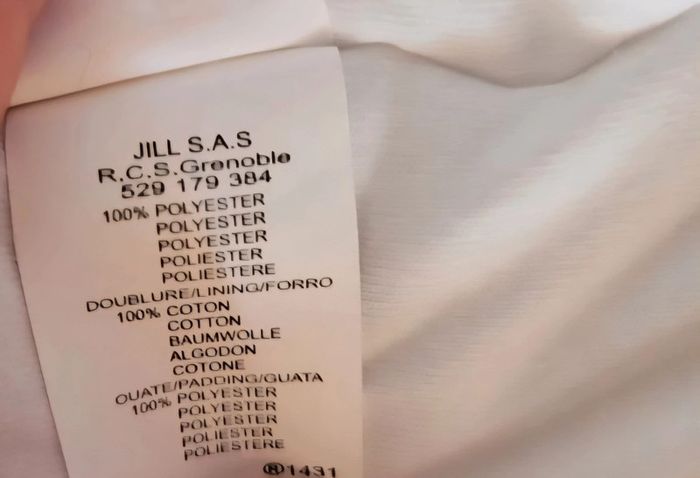 JILL S.A.S
R.C.S.Grenoble
529 179 384
100% POLYESTER
POLYESTER
POLYESTER
POLIESTER
POLIESTERE
DOUBLURE/LINING/FORRO
100% COTON
COTTON
BAUMWOLLE
ALGODON
COTONE
OUATE/PADDING/GUATA
100% POLYESTER
POLYESTER
POLYESTER
POLIESTER
POLIESTERE
®1431